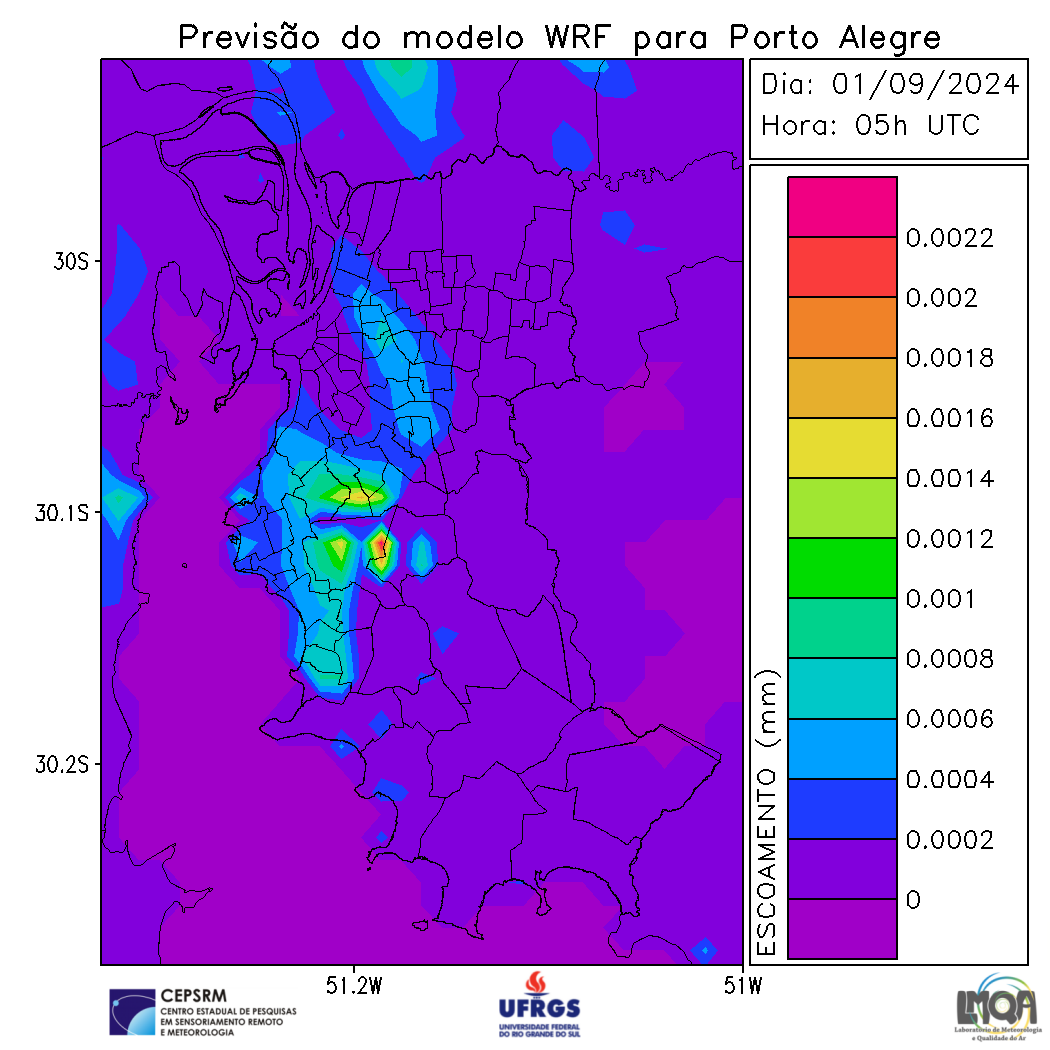 Previsão do modelo WRF para Porto Alegre
Dia: 01/09/2024
Hora: 05h UTC
30S
30.1S
30.2S
51.2W
51W
ESCOAMENTO (mm)
0.0022
0.002
0.0018
0.0016
0.0014
0.0012
0.001
0.0008
0.0006
0.0004
0.0002
0
CEPSRM
CENTRO ESTADUAL DE PESQUISAS
EM SENSORIAMENTO REMOTO
E METEOROLOGIA
UFRGS
UNIVERSIDADE FEDERAL
DO RIO GRANDE DO SUL
LMQA
Laboratório de Meteorologia
e Qualidade do Ar